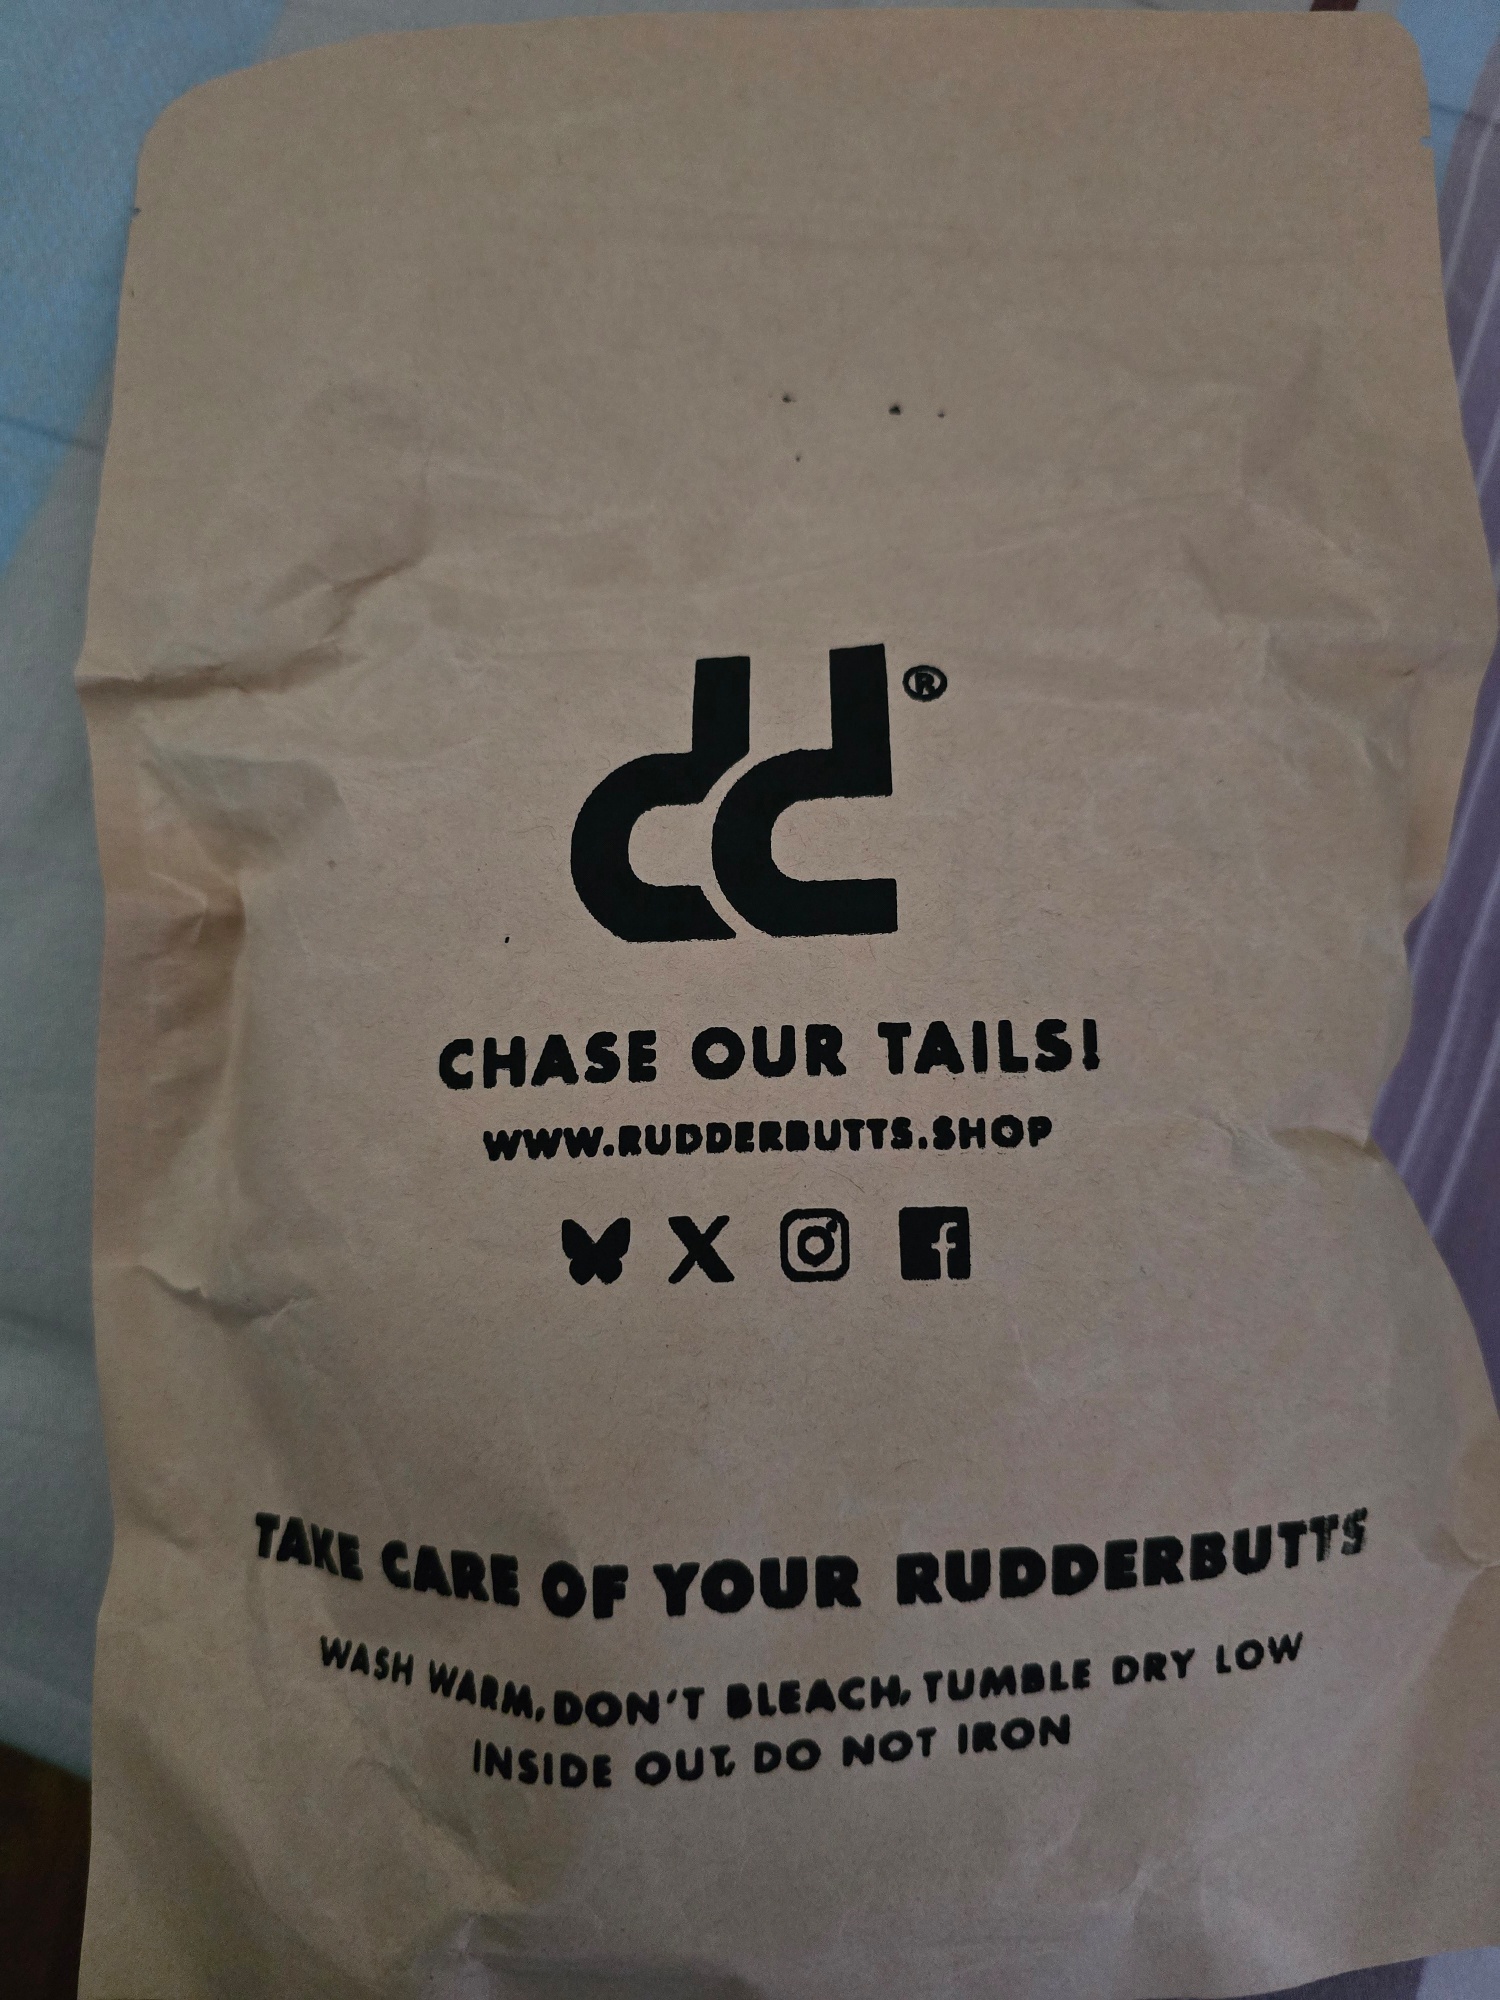 dd®
CHASE OUR TAILS!
WWW.RUDDERBUTTS.SHOP
TAKE CARE OF YOUR RUDDERBUTTS
WASH WARM, DON'T BLEACH, TUMBLE DRY LOW
INSIDE OUT, DO NOT IRON